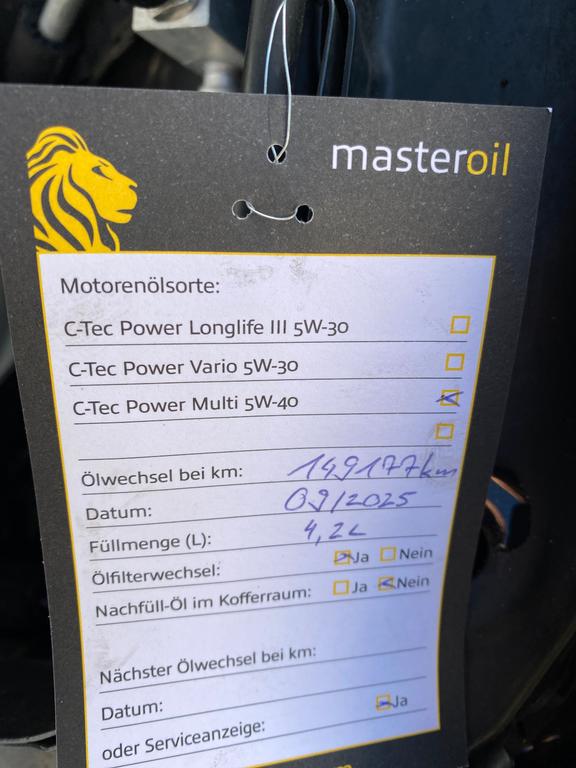 masteroil
Motorenölsorte:
C-Tec Power Longlife III 5W-30
C-Tec Power Vario 5W-30
C-Tec Power Multi 5W-40
Ölwechsel bei km: 149177km
Datum: 09/2025
Füllmenge (L): 4,2L
Ölfilterwechsel: Ja Nein
Nachfüll-Öl im Kofferraum: Ja Nein
Nächster Ölwechsel bei km:
Datum:
oder Serviceanzeige: Ja